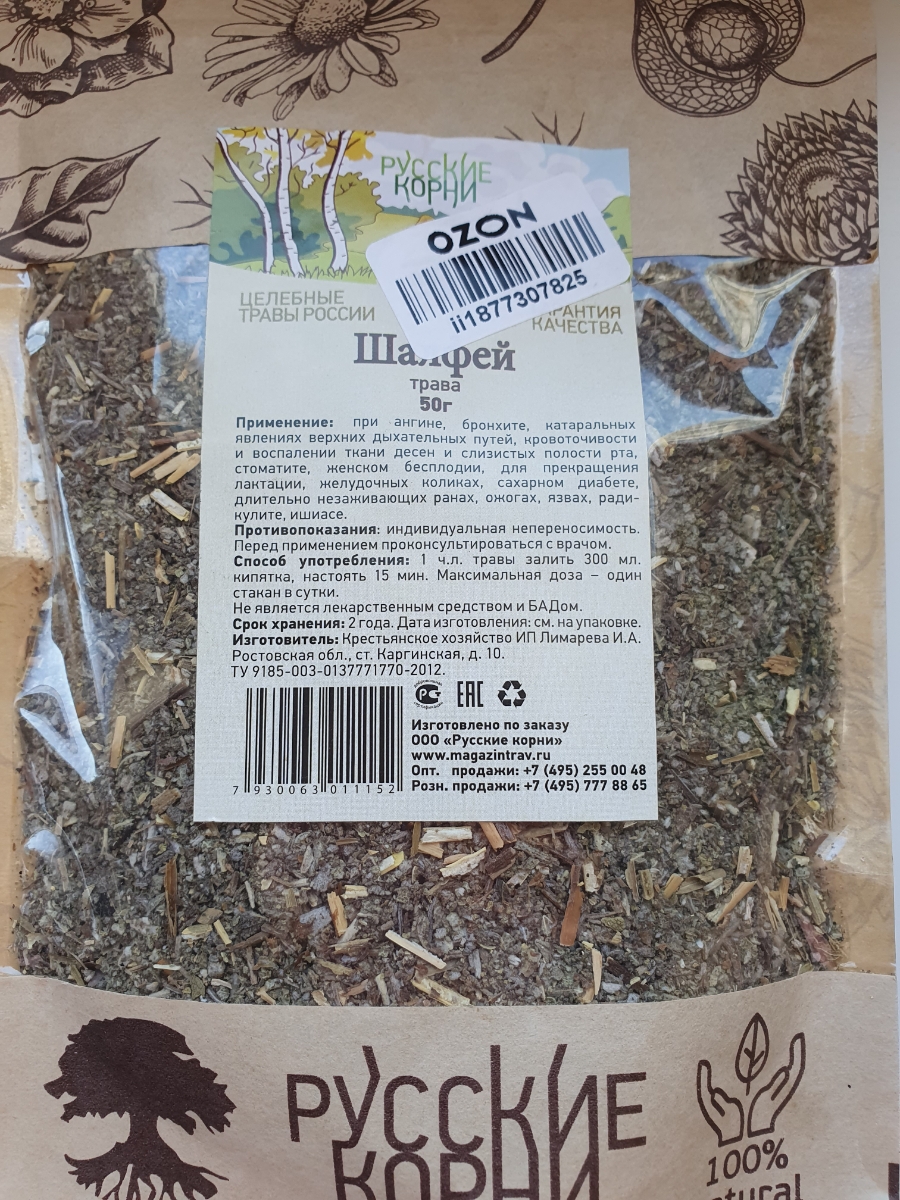 РУССКИЕ
КОРНИ
OZON
ii1877307825
ЦЕЛЕБНЫЕ
ТРАВЫ РОССИИ
КАЧЕСТВА
Шалфей
трава
50г
Применение: при ангине, бронхите, катаральных
явлениях верхних дыхательных путей, кровоточивости
и воспалении ткани десен и слизистых полости рта,
стоматите, женском бесплодии, для прекращения
лактации, желудочных коликах, сахарном диабете,
длительно незаживающих ранах, ожогах, язвах, ради-
кулите, ишиасе.
Противопоказания: индивидуальная непереносимость.
Перед применением проконсультироваться с врачом.
Способ употребления: 1 ч.л. травы залить 300 мл.
кипятка, настоять 15 мин. Максимальная доза – один
стакан в сутки.
Не является лекарственным средством и БАДом.
Срок хранения: 2 года. Дата изготовления: см. на упаковке.
Изготовитель: Крестьянское хозяйство ИП Лимарева И.А.
Ростовская обл., ст. Каргинская, д. 10.
ТУ 9185-003-0137771770-2012.
7 930063 011152
РСТ
ЕАС
Изготовлено по заказу
ООО «Русские корни»
www.magazintrav.ru
Опт. продажи: +7 (495) 255 00 48
Розн. продажи: +7 (495) 777 88 65
РУССКИЕ
КОРНИ
100%